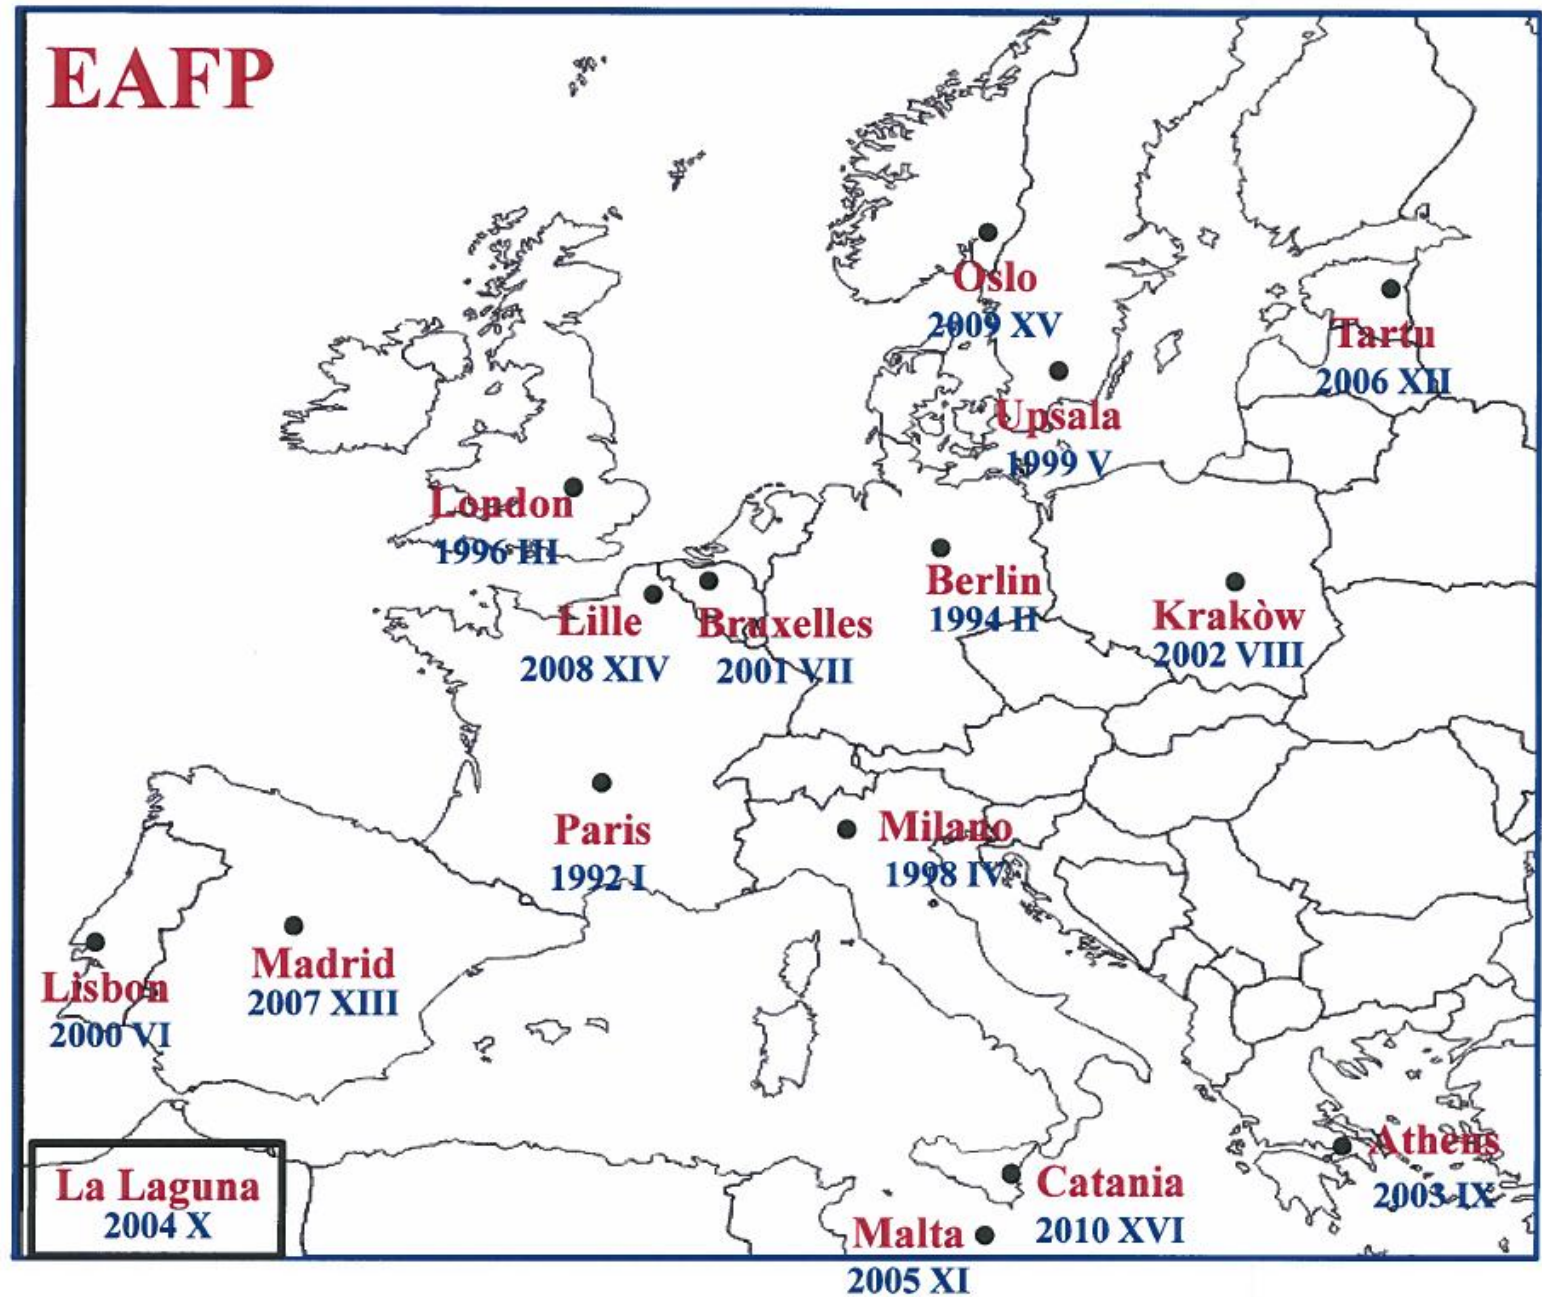 EAFP
Oslo
2009 XV
Tartu
2006 XII
Upsala
1999 V
London
1996 III
Berlin
1994 II
Lille
2008 XIV
Bruxelles
2001 VII
Krakòw
2002 VIII
Paris
1992 I
Milano
1998 IV
Madrid
2007 XIII
Lisbon
2000 VI
Athens
2003 IX
La Laguna
2004 X
Catania
2010 XVI
Malta
2005 XI